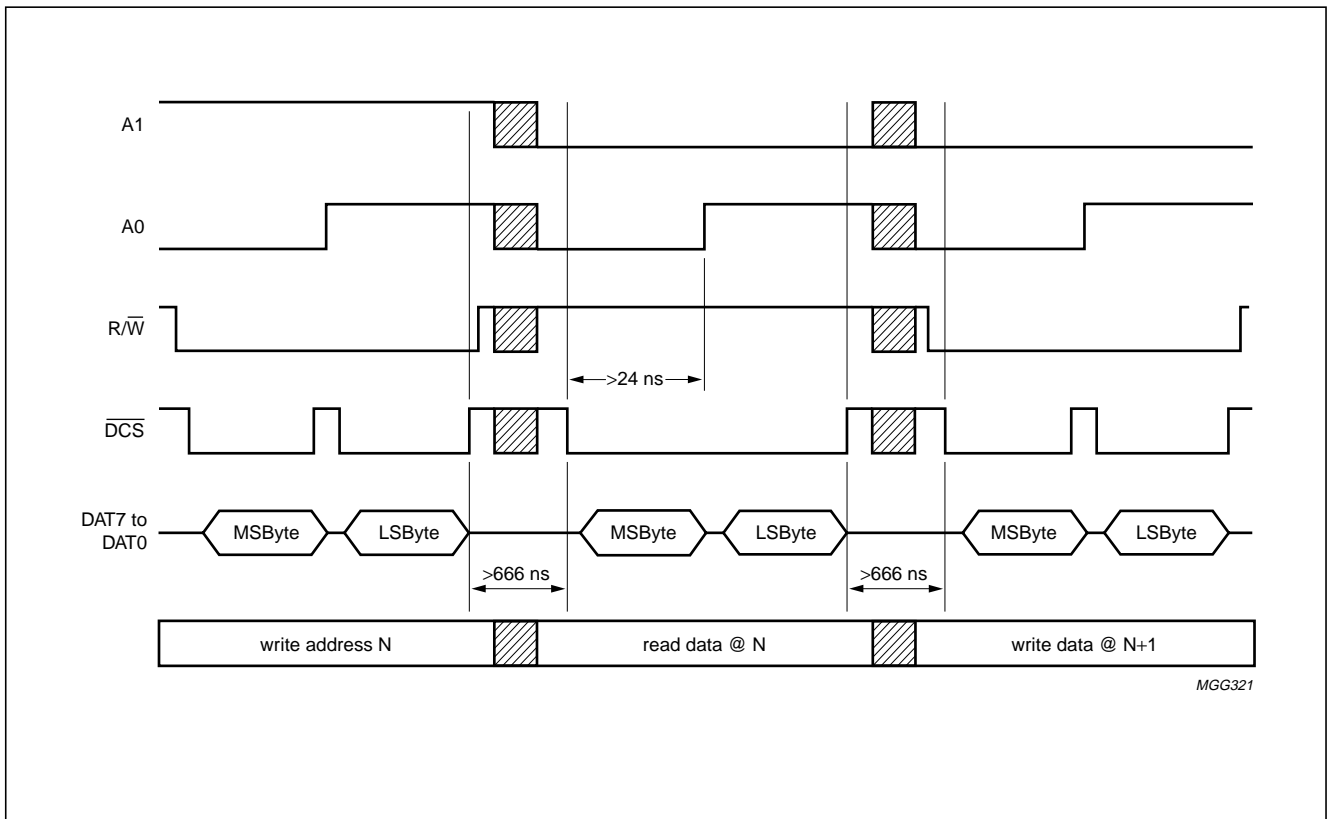 A1
A0
R/W̅
>24 ns
D̅C̅S̅
DAT7 to
DAT0
MSByte LSByte MSByte LSByte MSByte LSByte
>666 ns >666 ns
write address N read data @ N write data @ N+1
MGG321